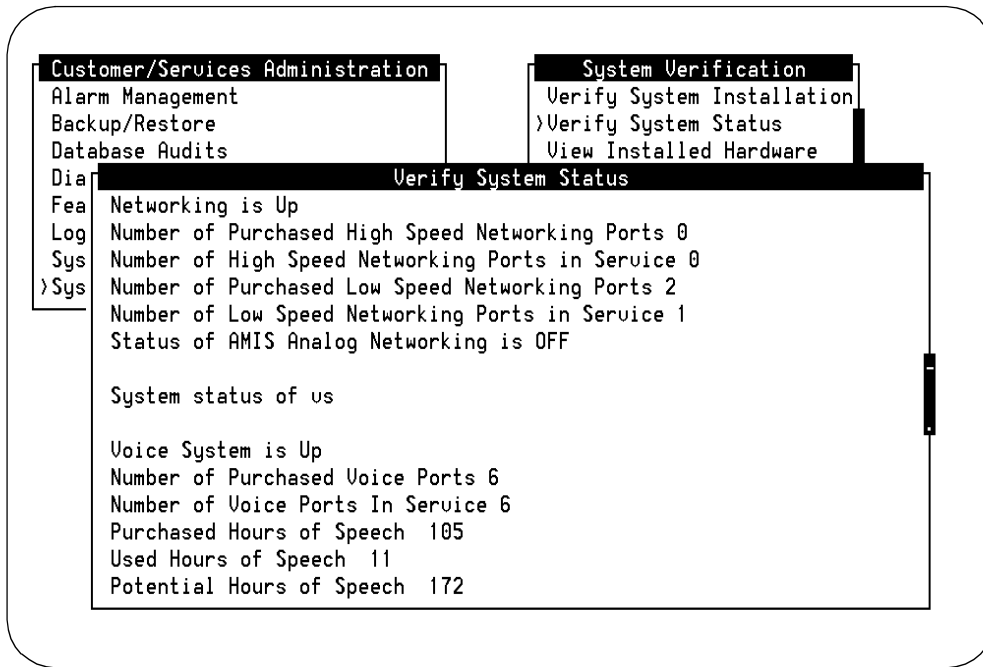 Customer/Services Administration
Alarm Management
Backup/Restore
Database Audits
Dia
Fea
Log
Sys
>Sys
System Verification
Verify System Installation
>Verify System Status
View Installed Hardware
Verify System Status
Networking is Up
Number of Purchased High Speed Networking Ports 0
Number of High Speed Networking Ports in Service 0
Number of Purchased Low Speed Networking Ports 2
Number of Low Speed Networking Ports in Service 1
Status of AMIS Analog Networking is OFF
System status of vs
Voice System is Up
Number of Purchased Voice Ports 6
Number of Voice Ports In Service 6
Purchased Hours of Speech 105
Used Hours of Speech 11
Potential Hours of Speech 172